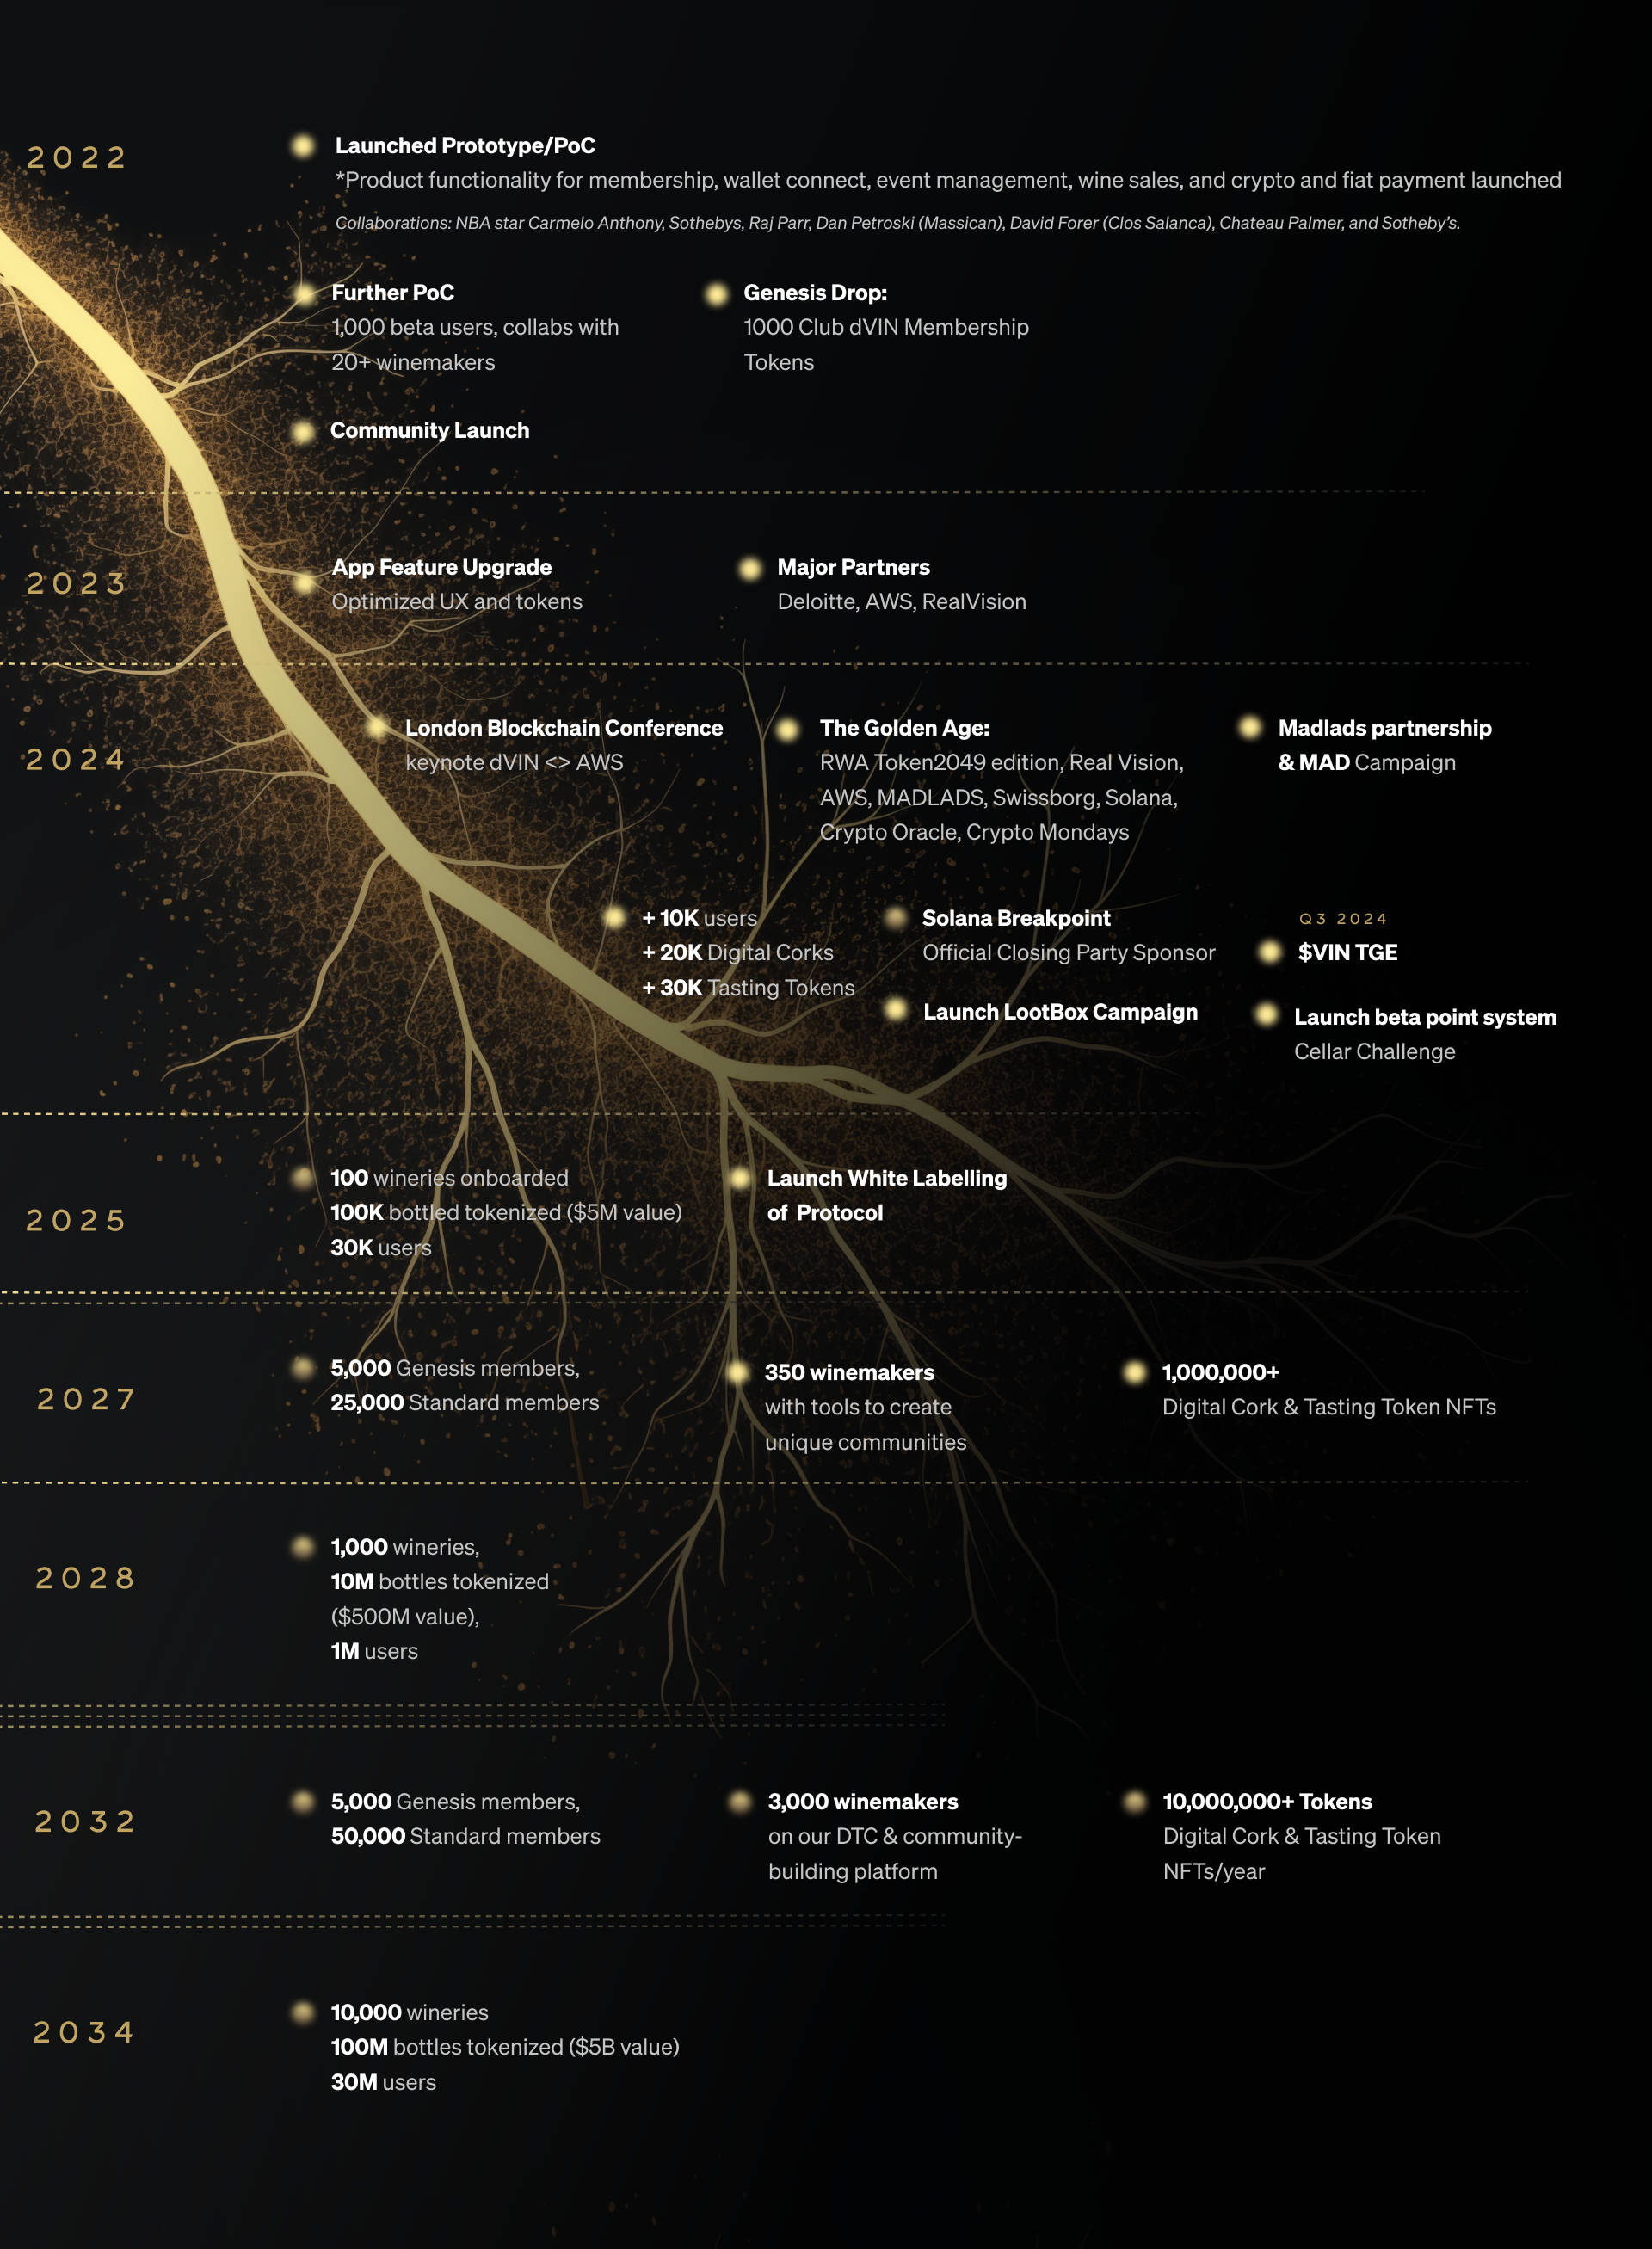 2022
Launched Prototype/PoC
*Product functionality for membership, wallet connect, event management, wine sales, and crypto and fiat payment launched
Collaborations: NBA star Carmelo Anthony, Sothebys, Raj Parr, Dan Petroski (Massican), David Forer (Clos Salanca), Chateau Palmer, and Sotheby's.
Further PoC
1,000 beta users, collabs with
20+ winemakers
Genesis Drop:
1000 Club dVIN Membership
Tokens
Community Launch
2023
App Feature Upgrade
Optimized UX and tokens
Major Partners
Deloitte, AWS, RealVision
2024
London Blockchain Conference
keynote dVIN <> AWS
The Golden Age:
RWA Token2049 edition, Real Vision,
AWS, MADLADS, Swissborg, Solana,
Crypto Oracle, Crypto Mondays
Madlads partnership
& MAD Campaign
+ 10K users
+ 20K Digital Corks
+ 30K Tasting Tokens
Solana Breakpoint
Official Closing Party Sponsor
Launch LootBox Campaign
Q3 2024
$VIN TGE
Launch beta point system
Cellar Challenge
2025
100 wineries onboarded
100K bottled tokenized ($5M value)
30K users
Launch White Labelling
of Protocol
2027
5,000 Genesis members,
25,000 Standard members
350 winemakers
with tools to create
unique communities
1,000,000+
Digital Cork & Tasting Token NFTs
2028
1,000 wineries,
10M bottles tokenized
($500M value),
1M users
2032
5,000 Genesis members,
50,000 Standard members
3,000 winemakers
on our DTC & community-
building platform
10,000,000+ Tokens
Digital Cork & Tasting Token
NFTs/year
2034
10,000 wineries
100M bottles tokenized ($5B value)
30M users